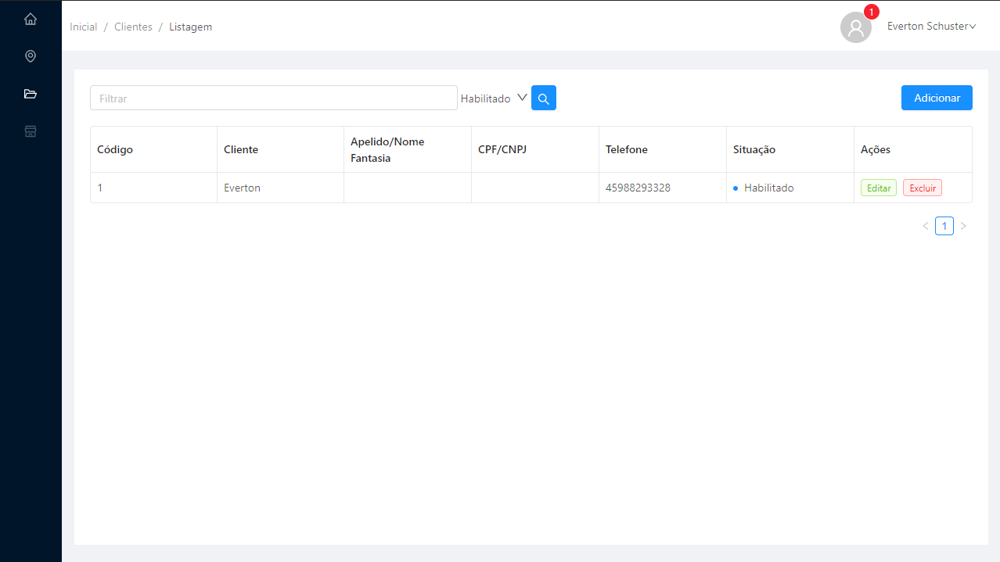 Inicial / Clientes / Listagem
1
Everton Schuster
Filtrar
Habilitado
Adicionar
Código Cliente Apelido/Nome Fantasia CPF/CNPJ Telefone Situação Ações
1 Everton 45988293328 Habilitado Editar Excluir
< 1 >